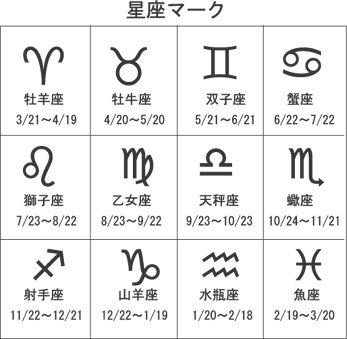 星座マーク
♈ ♉ ♊ ♋
牡羊座 牡牛座 双子座 蟹座
3/21～4/19 4/20～5/20 5/21～6/21 6/22～7/22
♌ ♍ ♎ ♏
獅子座 乙女座 天秤座 蠍座
7/23～8/22 8/23～9/22 9/23～10/23 10/24～11/21
♐ ♑ ♒ ♓
射手座 山羊座 水瓶座 魚座
11/22～12/21 12/22～1/19 1/20～2/18 2/19～3/20